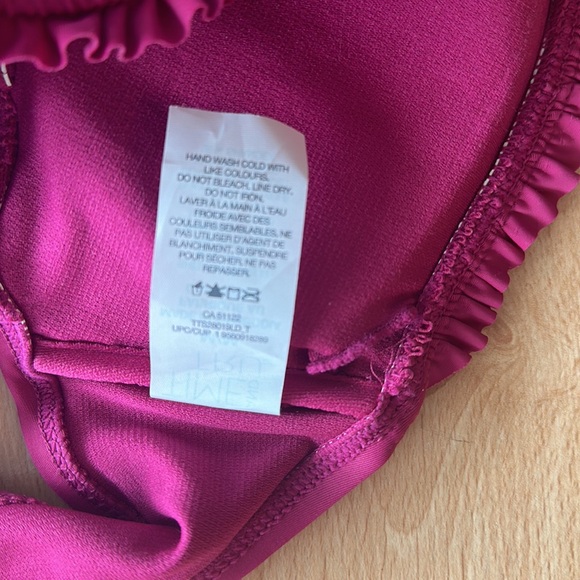 HAND WASH COLD WITH
LIKE COLOURS.
DO NOT BLEACH. LINE DRY.
DO NOT IRON.
LAVER À LA MAIN À L'EAU
FROIDE AVEC DES
COULEURS SEMBLABLES, NE
PAS UTILISER D'AGENT DE
BLANCHIMENT, SUSPENDRE
POUR SÉCHER, NE PAS
REPASSER.
CA 51122